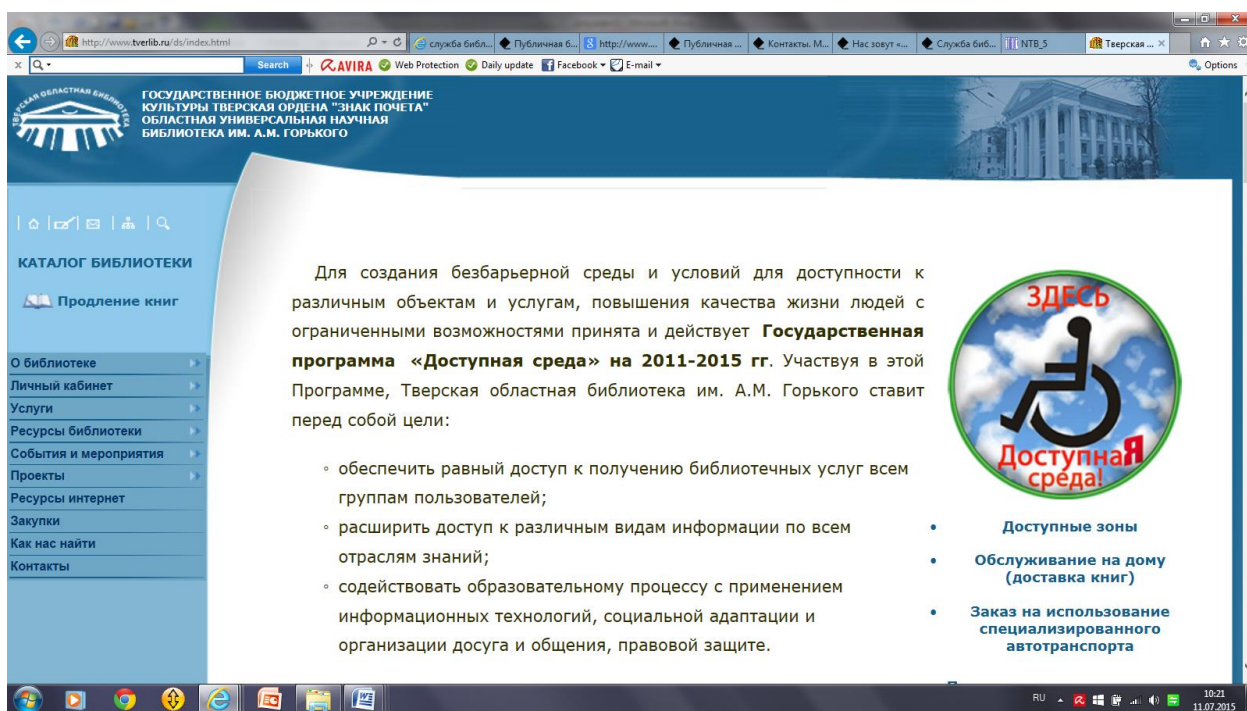 http://www.tverlib.ru/ds/index.html
служба библ...
Публичная б...
http://www....
Публичная ...
Контакты. М...
Нас зовут «...
Служба биб...
NTB_5
Тверская ...
Search
AVIRA
Web Protection
Daily update
Facebook
E-mail
Options
ТВЕРСКАЯ ОБЛАСТНАЯ БИБЛИОТЕКА
ГОСУДАРСТВЕННОЕ БЮДЖЕТНОЕ УЧРЕЖДЕНИЕ
КУЛЬТУРЫ ТВЕРСКАЯ ОРДЕНА "ЗНАК ПОЧЕТА"
ОБЛАСТНАЯ УНИВЕРСАЛЬНАЯ НАУЧНАЯ
БИБЛИОТЕКА ИМ. А.М. ГОРЬКОГО
КАТАЛОГ БИБЛИОТЕКИ
Продление книг
О библиотеке
Личный кабинет
Услуги
Ресурсы библиотеки
События и мероприятия
Проекты
Ресурсы интернет
Закупки
Как нас найти
Контакты
Для создания безбарьерной среды и условий для доступности к
различным объектам и услугам, повышения качества жизни людей с
ограниченными возможностями принята и действует Государственная
программа «Доступная среда» на 2011-2015 гг. Участвуя в этой
Программе, Тверская областная библиотека им. А.М. Горького ставит
перед собой цели:
◦ обеспечить равный доступ к получению библиотечных услуг всем
группам пользователей;
◦ расширить доступ к различным видам информации по всем
отраслям знаний;
◦ содействовать образовательному процессу с применением
информационных технологий, социальной адаптации и
организации досуга и общения, правовой защите.
ЗДЕСЬ
ДоступнаЯ
среда!
• Доступные зоны
• Обслуживание на дому
(доставка книг)
• Заказ на использование
специализированного
автотранспорта
RU
10:21
11.07.2015